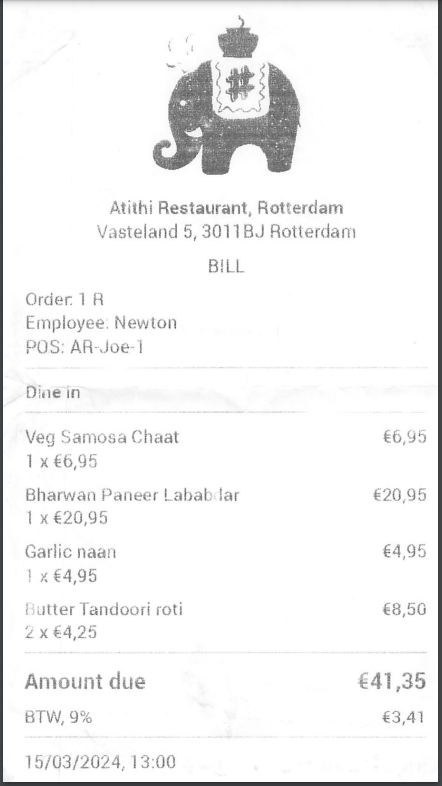 Atithi Restaurant, Rotterdam
Vasteland 5, 3011BJ Rotterdam
BILL
Order: 1 R
Employee: Newton
POS: AR-Joe-1
Dine in
Veg Samosa Chaat €6,95
1 x €6,95
Bharwan Paneer Lababdar €20,95
1 x €20,95
Garlic naan €4,95
1 x €4,95
Butter Tandoori roti €8,50
2 x €4,25
Amount due €41,35
BTW, 9% €3,41
15/03/2024, 13:00